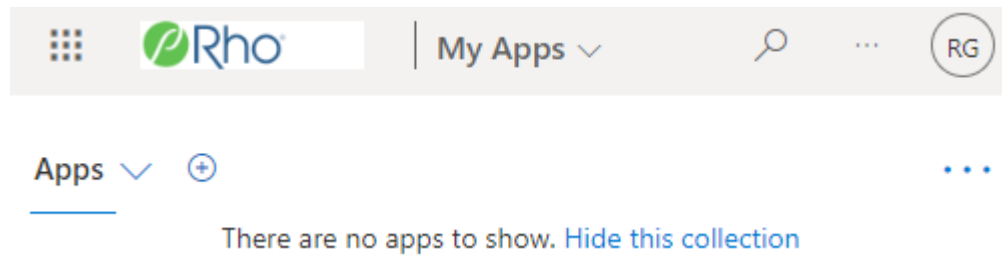 Rho® My Apps RG
Apps
There are no apps to show. Hide this collection